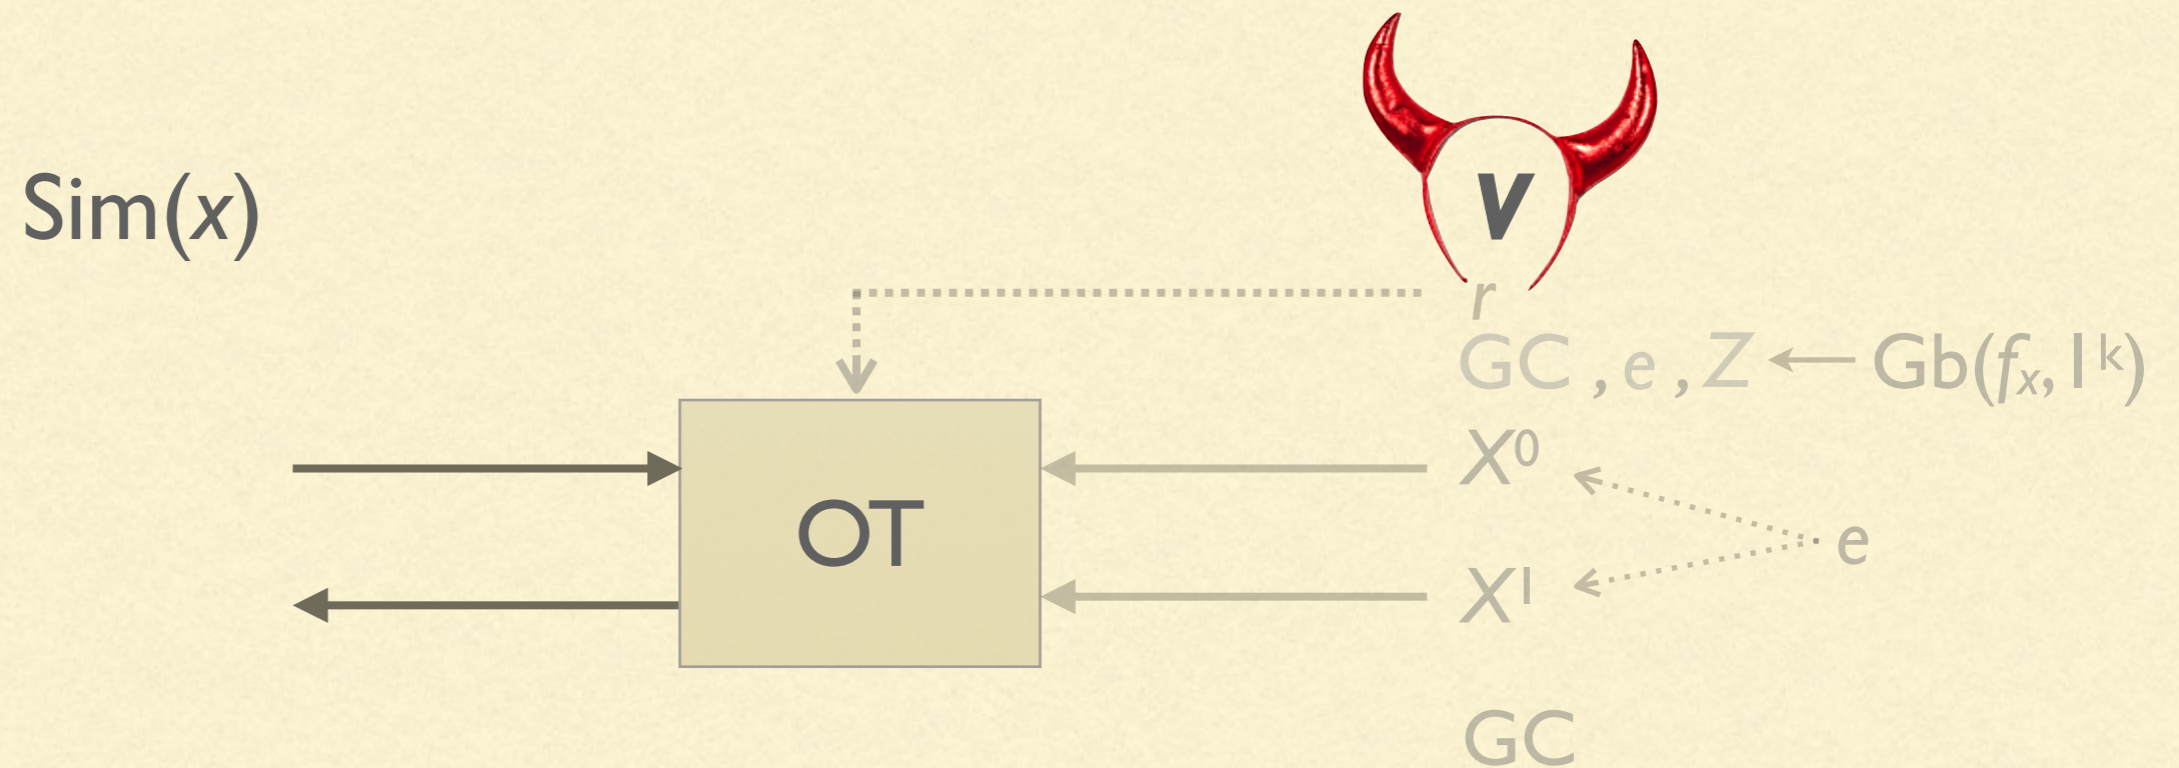 Sim(x)
V
r
GC , e , Z ← Gb(fₓ, 1ᵏ)
X⁰
OT
e
X¹
GC